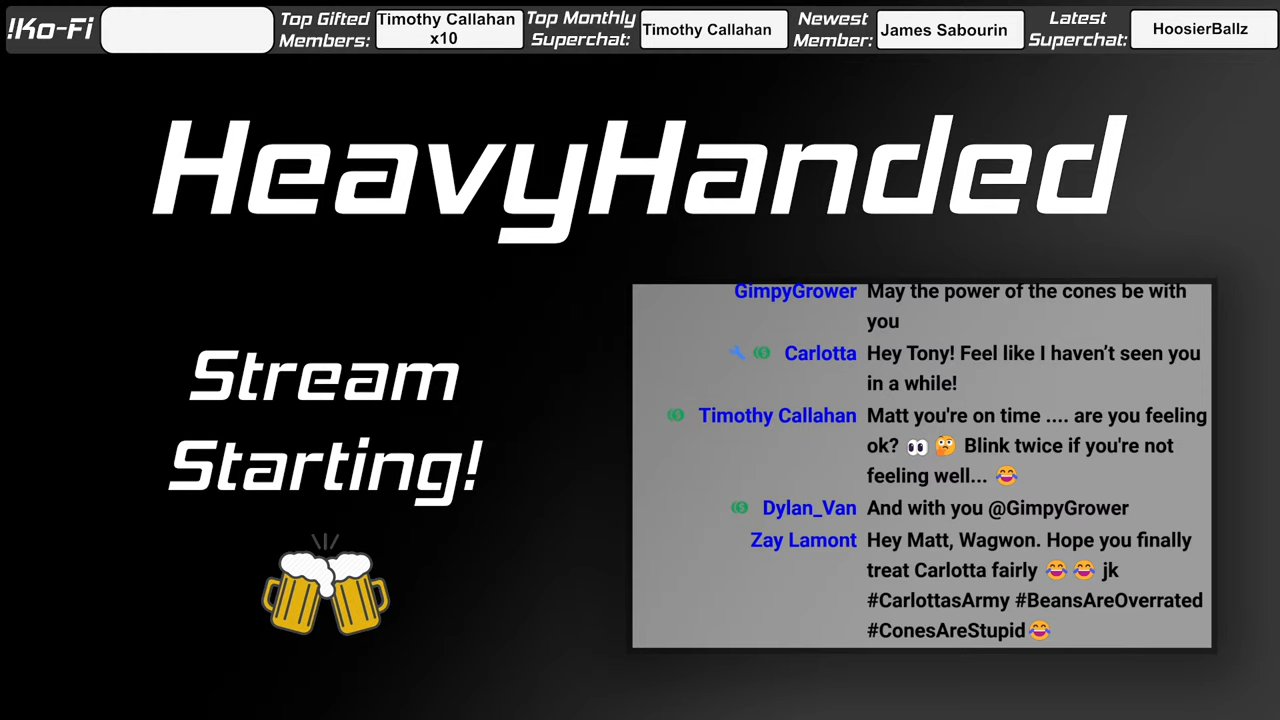 !Ko-Fi
Top Gifted
Members:
Timothy Callahan
x10
Top Monthly
Superchat:
Timothy Callahan
Newest
Member:
James Sabourin
Latest
Superchat:
HoosierBallz
HeavyHanded
Stream
Starting!
GimpyGrower May the power of the cones be with
you
Carlotta Hey Tony! Feel like I haven't seen you
in a while!
Timothy Callahan Matt you're on time .... are you feeling
ok? 👀 🤔 Blink twice if you're not
feeling well... 😂
Dylan_Van And with you @GimpyGrower
Zay Lamont Hey Matt, Wagwon. Hope you finally
treat Carlotta fairly 😂 😂 jk
#CarlottasArmy #BeansAreOverrated
#ConesAreStupid😂